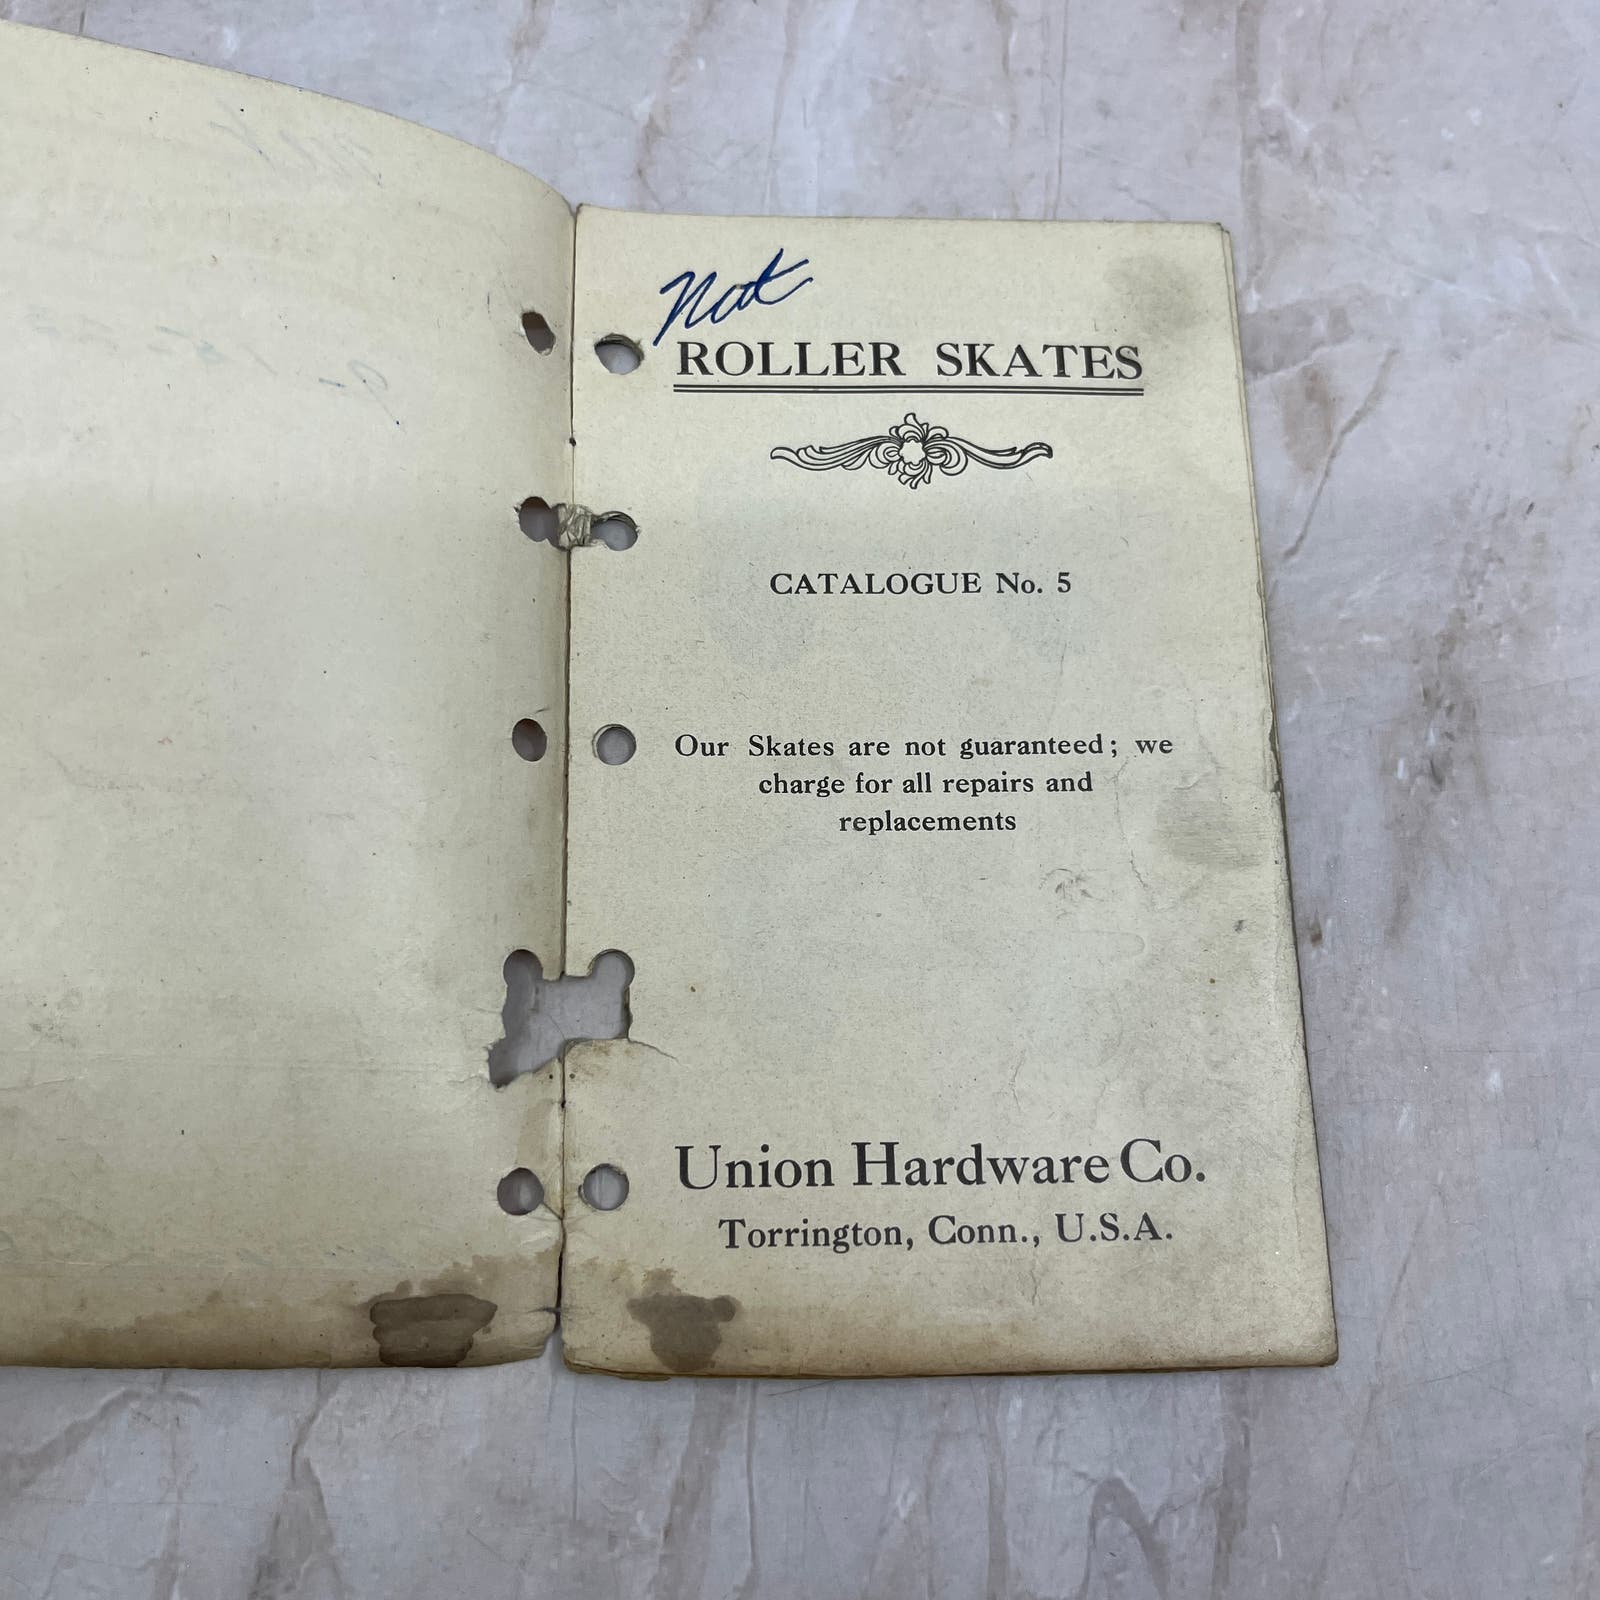 Nat
ROLLER SKATES
CATALOGUE No. 5
Our Skates are not guaranteed; we
charge for all repairs and
replacements
Union Hardware Co.
Torrington, Conn., U.S.A.